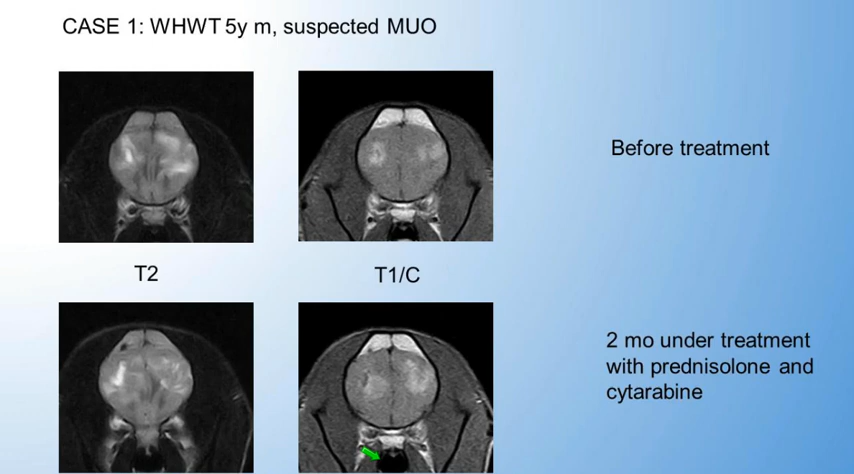 CASE 1: WHWT 5y m, suspected MUO
Before treatment
T2
T1/C
2 mo under treatment
with prednisolone and
cytarabine